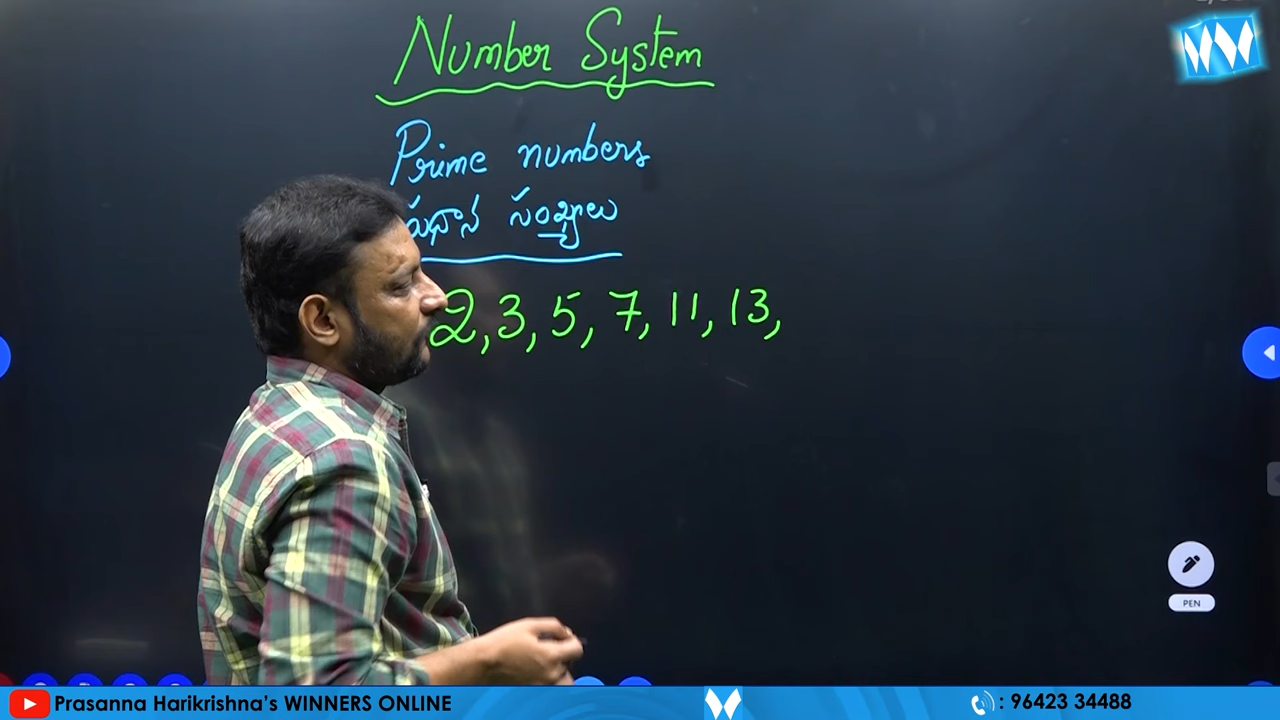 Number System
Prime numbers
సంఖ్యలు
2, 3, 5, 7, 11, 13,
PEN
Prasanna Harikrishna's WINNERS ONLINE
: 96423 34488